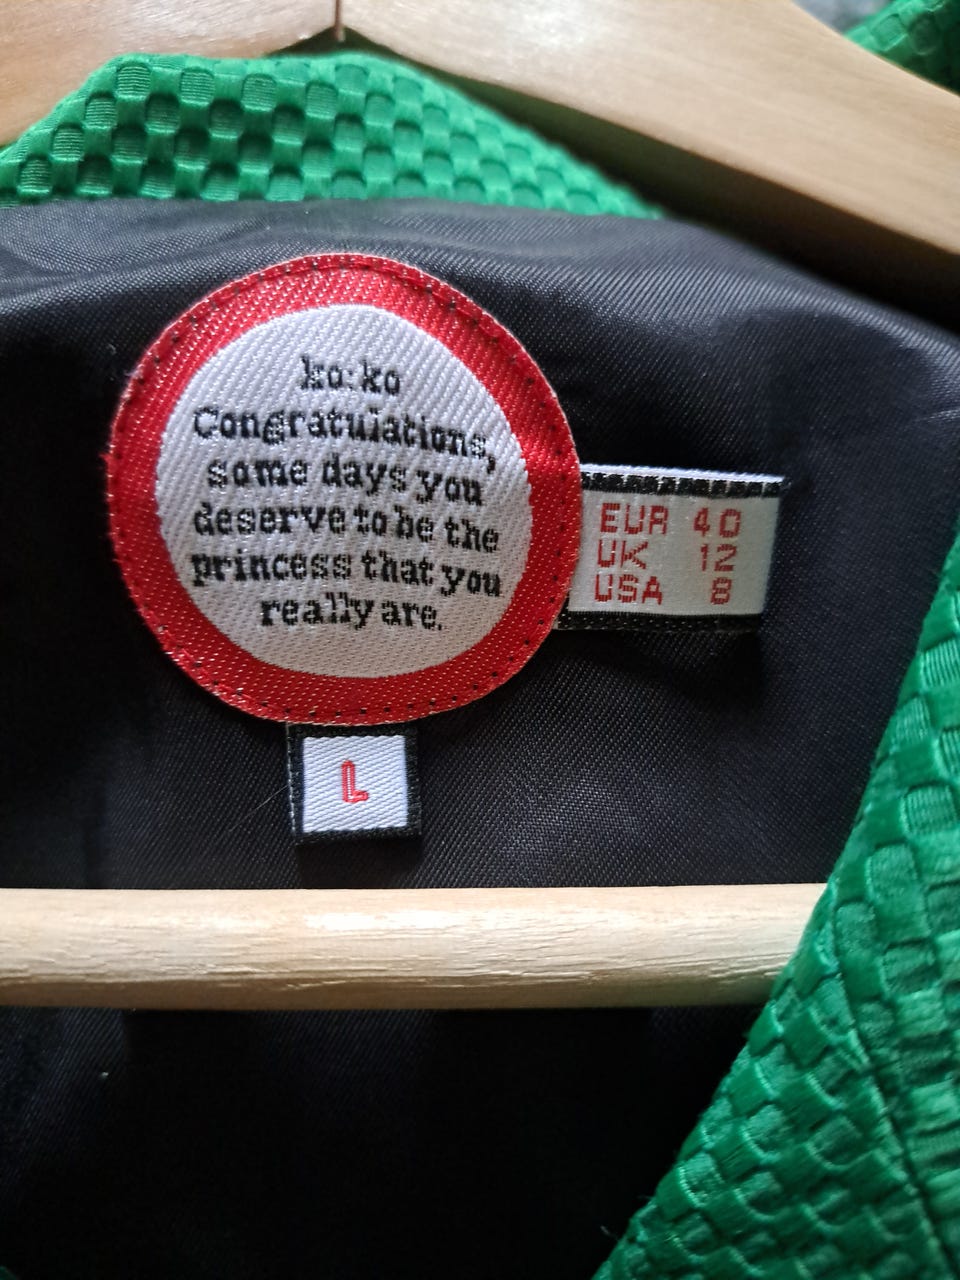 ko:ko
Congratulations,
some days you
deserve to be the
princess that you
really are.
EUR 40
UK 12
USA 8
L